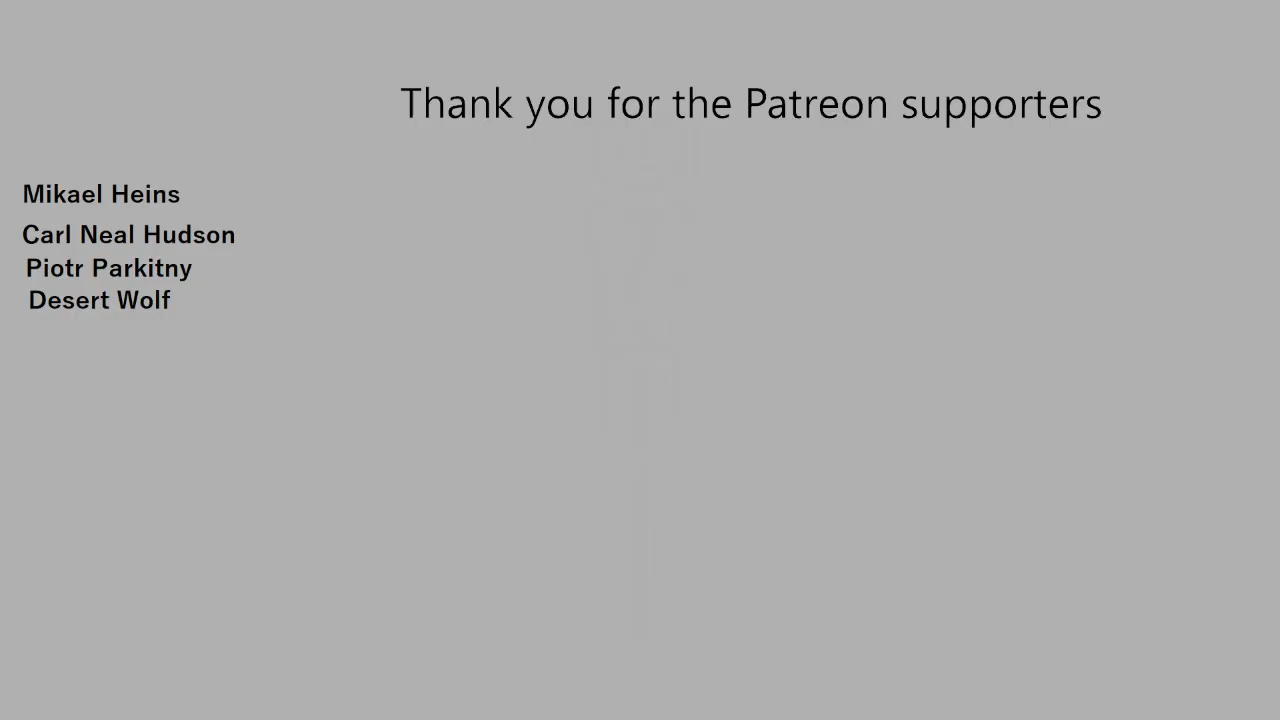 Thank you for the Patreon supporters
Mikael Heins
Carl Neal Hudson
Piotr Parkitny
Desert Wolf